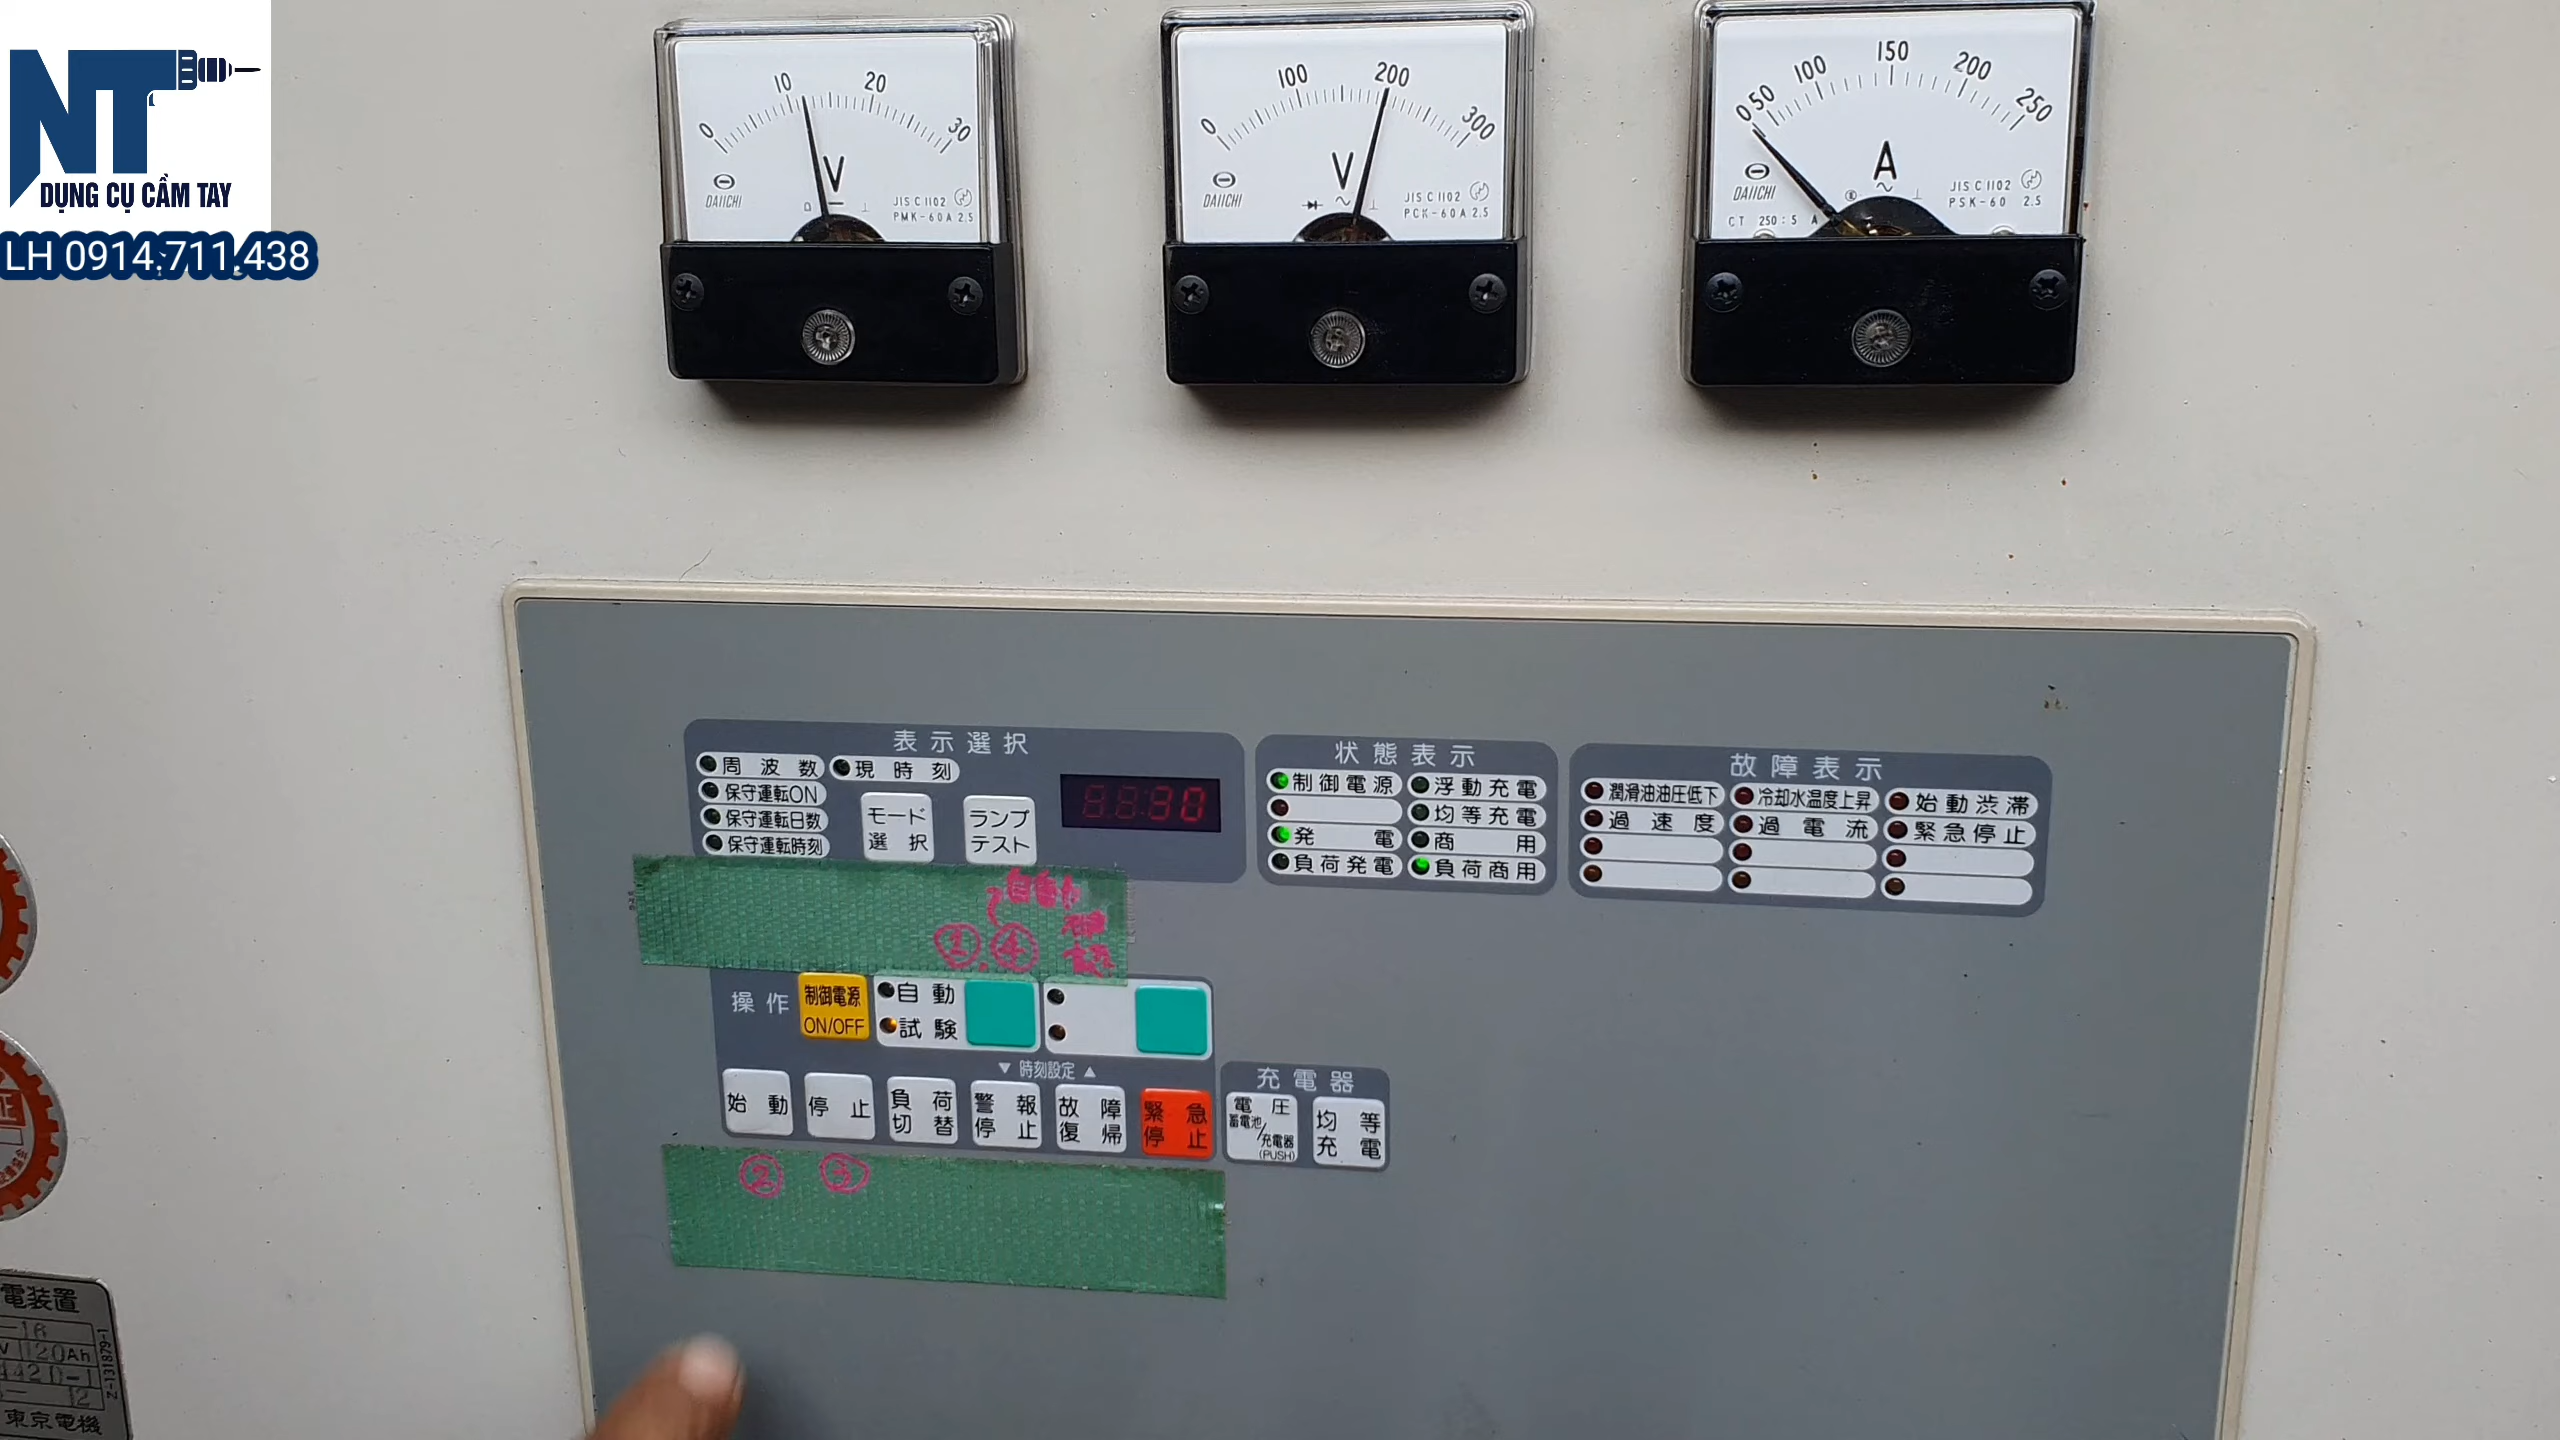 NT
DỤNG CỤ CẦM TAY
LH 0914.711.438
0 10 20 30
V
DAIICHI
JIS C 1102
PMK-60A 2.5
0 100 200 300
V
DAIICHI
JIS C 1102
PCK-60A 2.5
0 50 100 150 200 250
A
DAIICHI
CT 250:5 A
JIS C 1102
PSK-60 2.5
表示選択
周波数
現時刻
保守運転ON
保守運転日数
保守運転時刻
モード
選択
ランプ
テスト
30
状態表示
制御電源
浮動充電
均等充電
発電
商用
負荷発電
負荷商用
故障表示
潤滑油油圧低下
冷却水温度上昇
始動渋滞
過速度
過電流
緊急停止
自動
確
認
①.④
操作
制御電源
ON/OFF
自動
試験
▼ 時刻設定 ▲
始動
停止
負荷
切替
警報
停止
故障
復帰
緊急
停止
充電器
電圧
蓄電池/充電器
(PUSH)
均等
充電
② ③
電装置
120Ah
Z-131879-1
東京電機